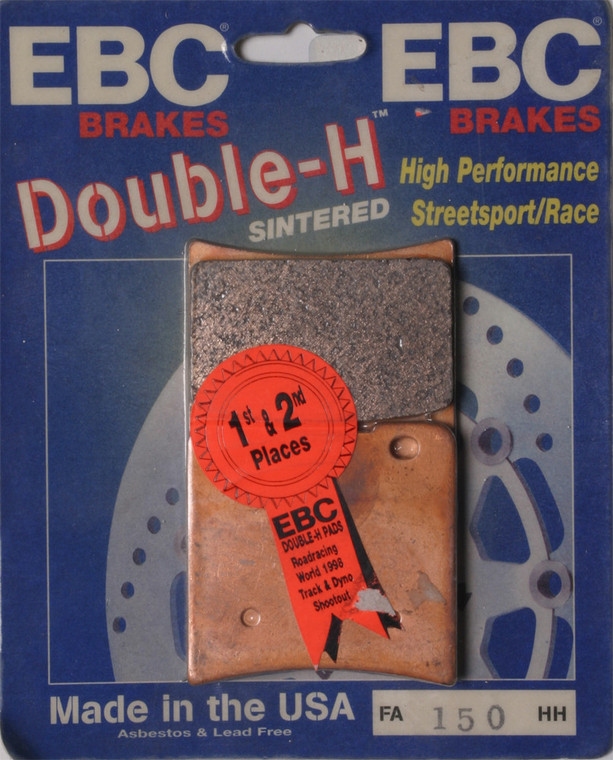 EBC EBC
BRAKES BRAKES
Double-H™
SINTERED
High Performance
Streetsport/Race
1st & 2nd
Places
EBC
DOUBLE-H PADS
Roadracing
World 1998
Track & Dyno
Shootout
Made in the USA
Asbestos & Lead Free
FA 150 HH